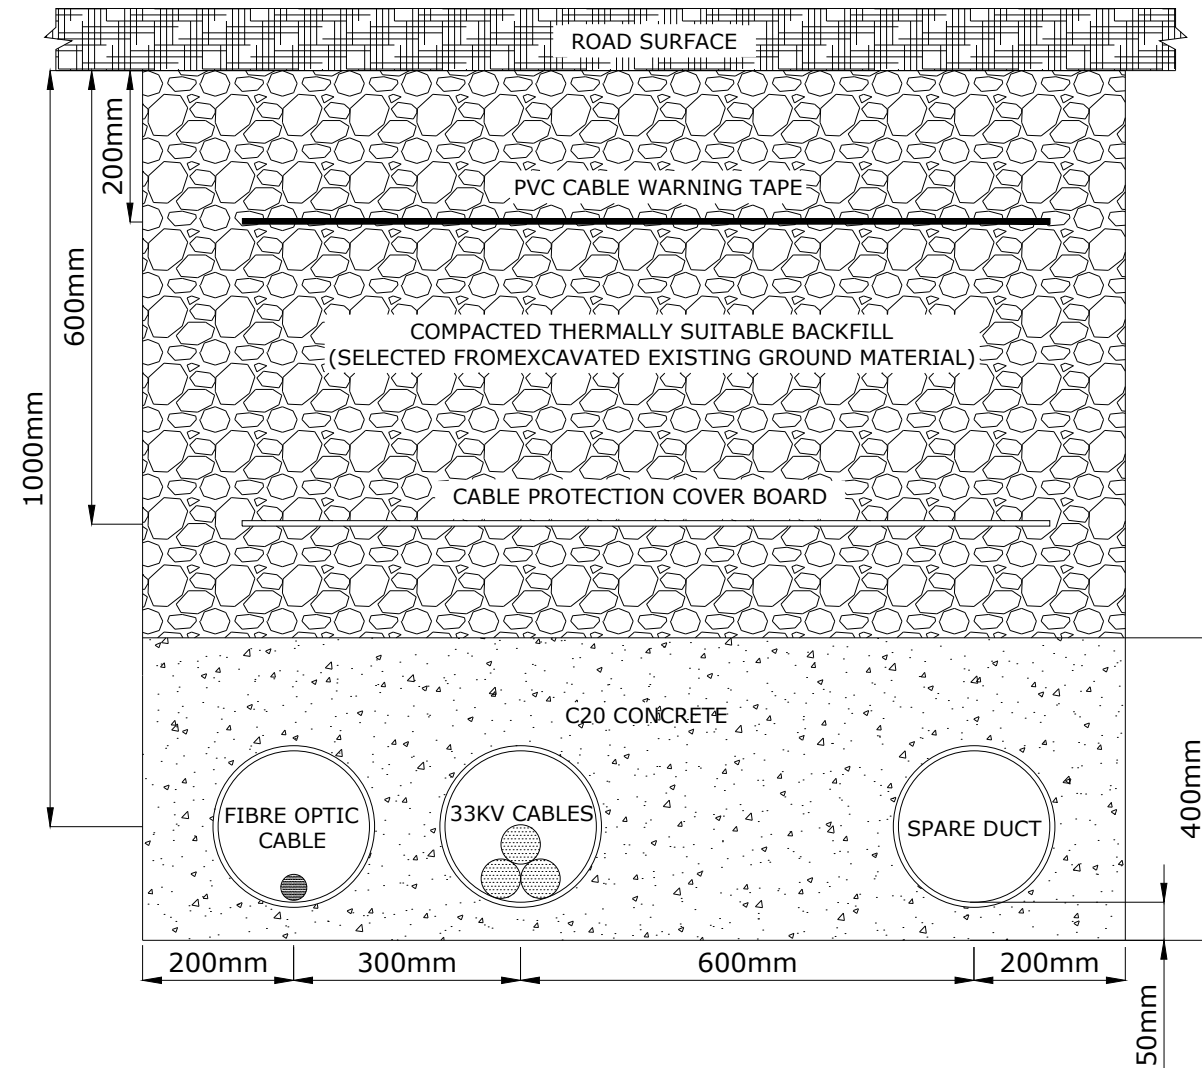 ROAD SURFACE
200mm
PVC CABLE WARNING TAPE
600mm
COMPACTED THERMALLY SUITABLE BACKFILL
(SELECTED FROMEXCAVATED EXISTING GROUND MATERIAL)
1000mm
CABLE PROTECTION COVER BOARD
C20 CONCRETE
400mm
FIBRE OPTIC
CABLE
33KV CABLES
SPARE DUCT
200mm
300mm
600mm
200mm
50mm